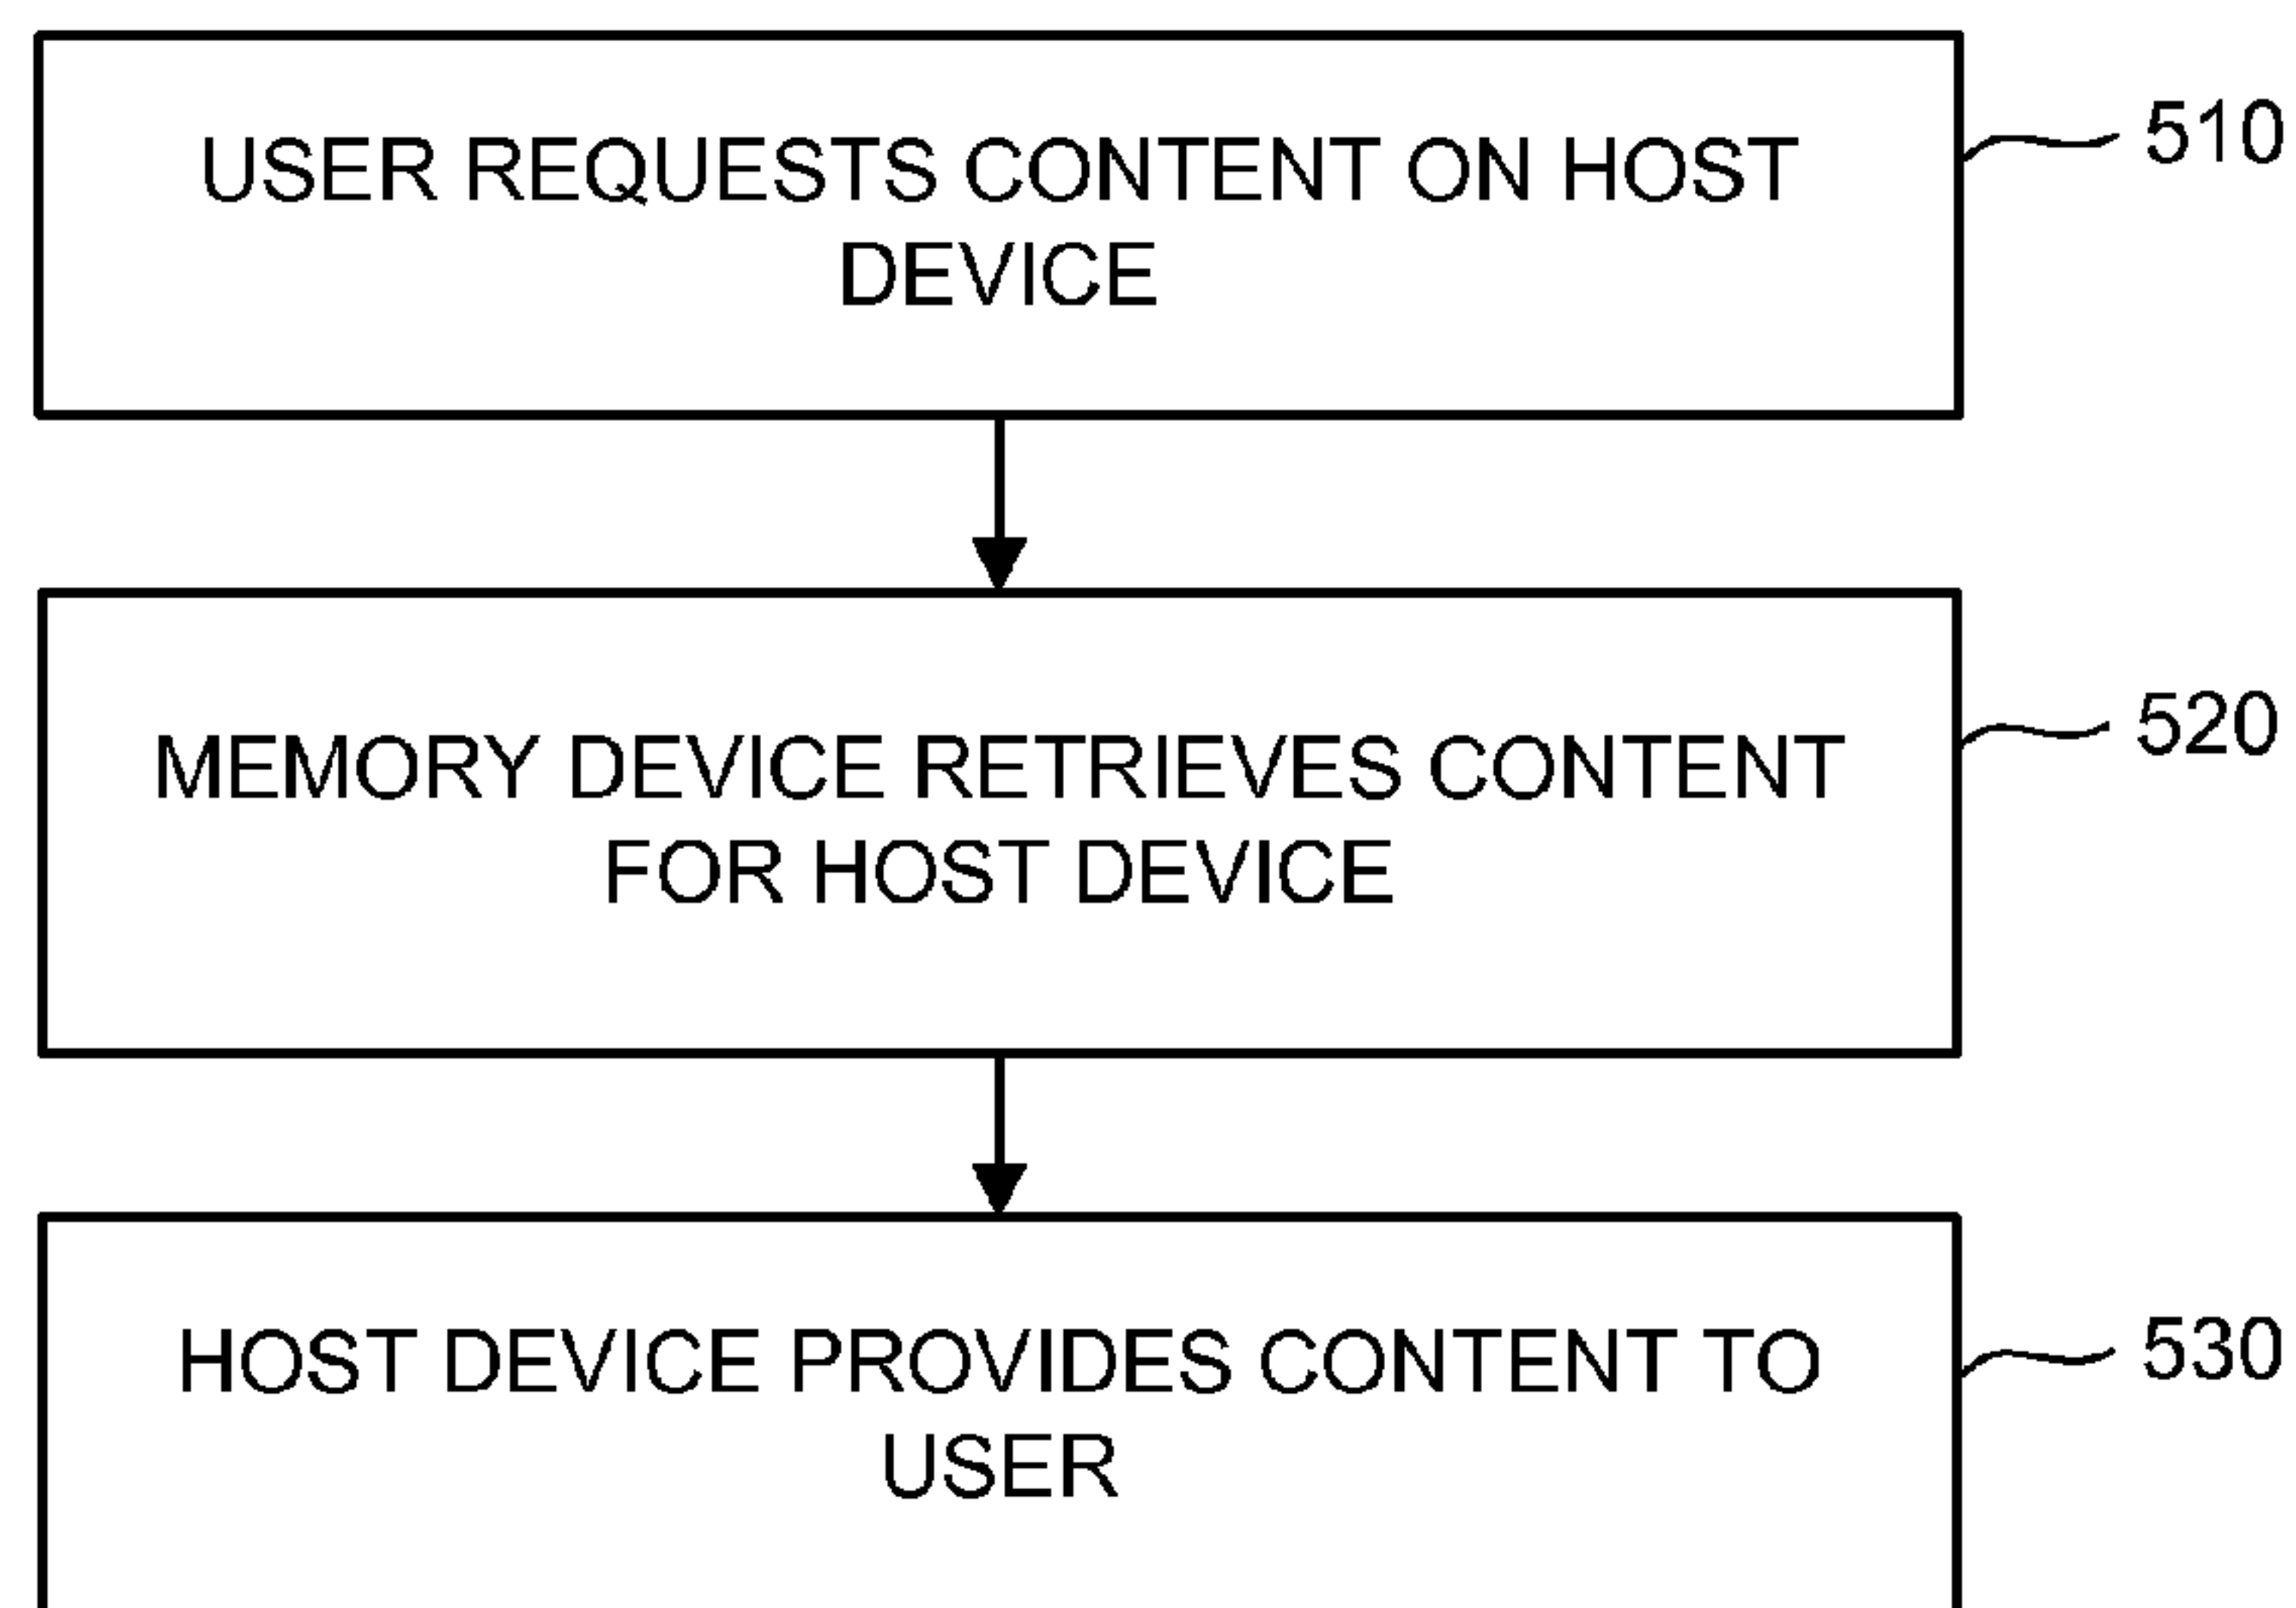 USER REQUESTS CONTENT ON HOST
DEVICE
510
MEMORY DEVICE RETRIEVES CONTENT
FOR HOST DEVICE
520
HOST DEVICE PROVIDES CONTENT TO
USER
530